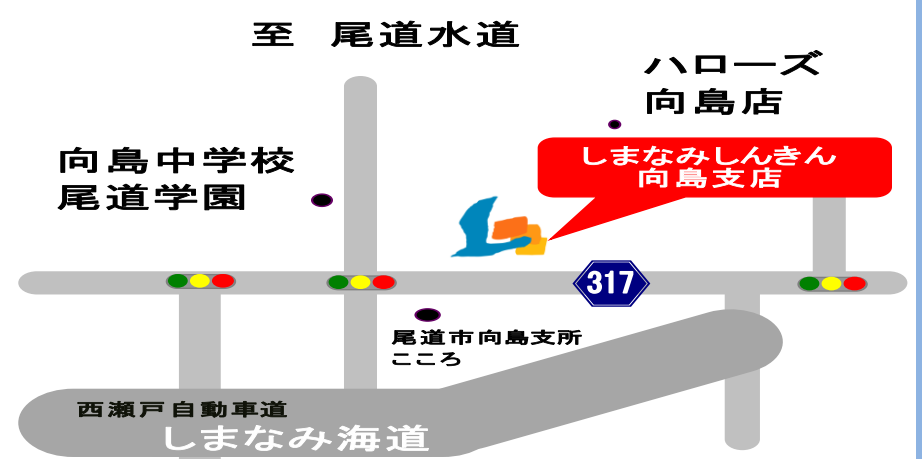 至 尾道水道
ハローズ
向島店
しまなみしんきん
向島支店
向島中学校
尾道学園
317
尾道市向島支所
こころ
西瀬戸自動車道
しまなみ海道